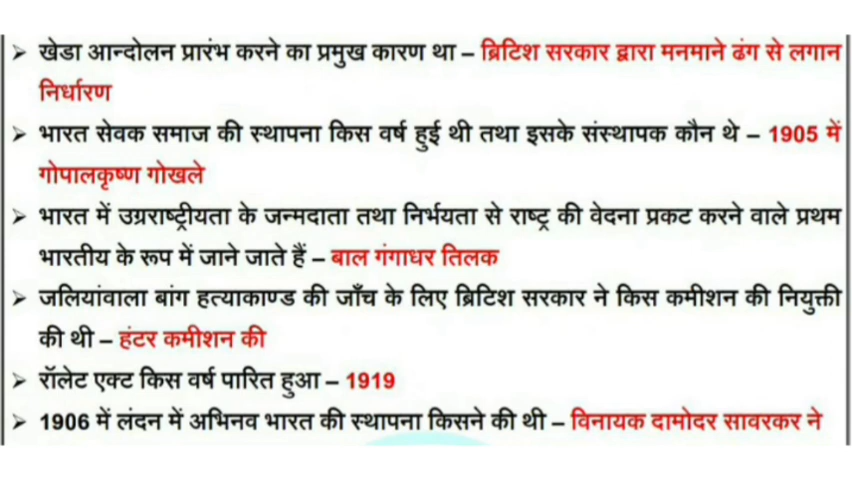 ➢ खेडा आन्दोलन प्रारंभ करने का प्रमुख कारण था – ब्रिटिश सरकार द्वारा मनमाने ढंग से लगान
निर्धारण
➢ भारत सेवक समाज की स्थापना किस वर्ष हुई थी तथा इसके संस्थापक कौन थे – 1905 में
गोपालकृष्ण गोखले
➢ भारत में उग्रराष्ट्रीयता के जन्मदाता तथा निर्भयता से राष्ट्र की वेदना प्रकट करने वाले प्रथम
भारतीय के रूप में जाने जाते हैं – बाल गंगाधर तिलक
➢ जलियांवाला बांग हत्याकाण्ड की जाँच के लिए ब्रिटिश सरकार ने किस कमीशन की नियुक्ती
की थी – हंटर कमीशन की
➢ रॉलेट एक्ट किस वर्ष पारित हुआ – 1919
➢ 1906 में लंदन में अभिनव भारत की स्थापना किसने की थी – विनायक दामोदर सावरकर ने